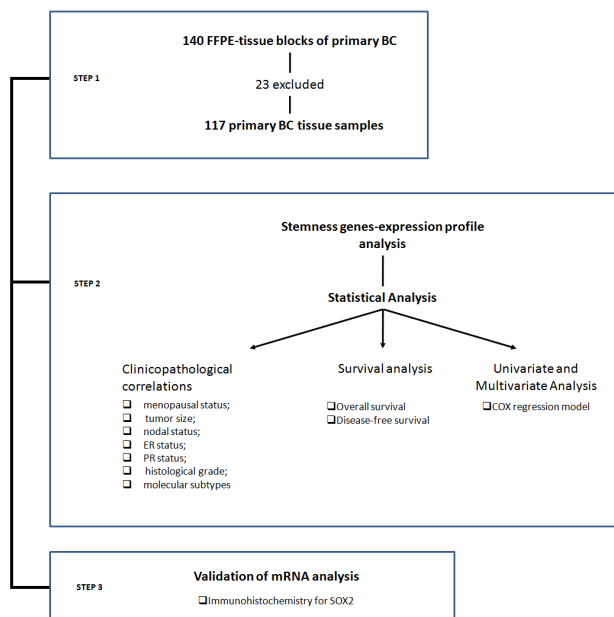 140 FFPE-tissue blocks of primary BC
STEP 1
23 excluded
117 primary BC tissue samples
Stemness genes-expression profile
analysis
STEP 2
Statistical Analysis
Clinicopathological
correlations
❑ menopausal status;
❑ tumor size;
❑ nodal status;
❑ ER status;
❑ PR status;
❑ histological grade;
❑ molecular subtypes
Survival analysis
❑Overall survival
❑Disease-free survival
Univariate and
Multivariate Analysis
❑COX regression model
Validation of mRNA analysis
STEP 3
❑Immunohistochemistry for SOX2